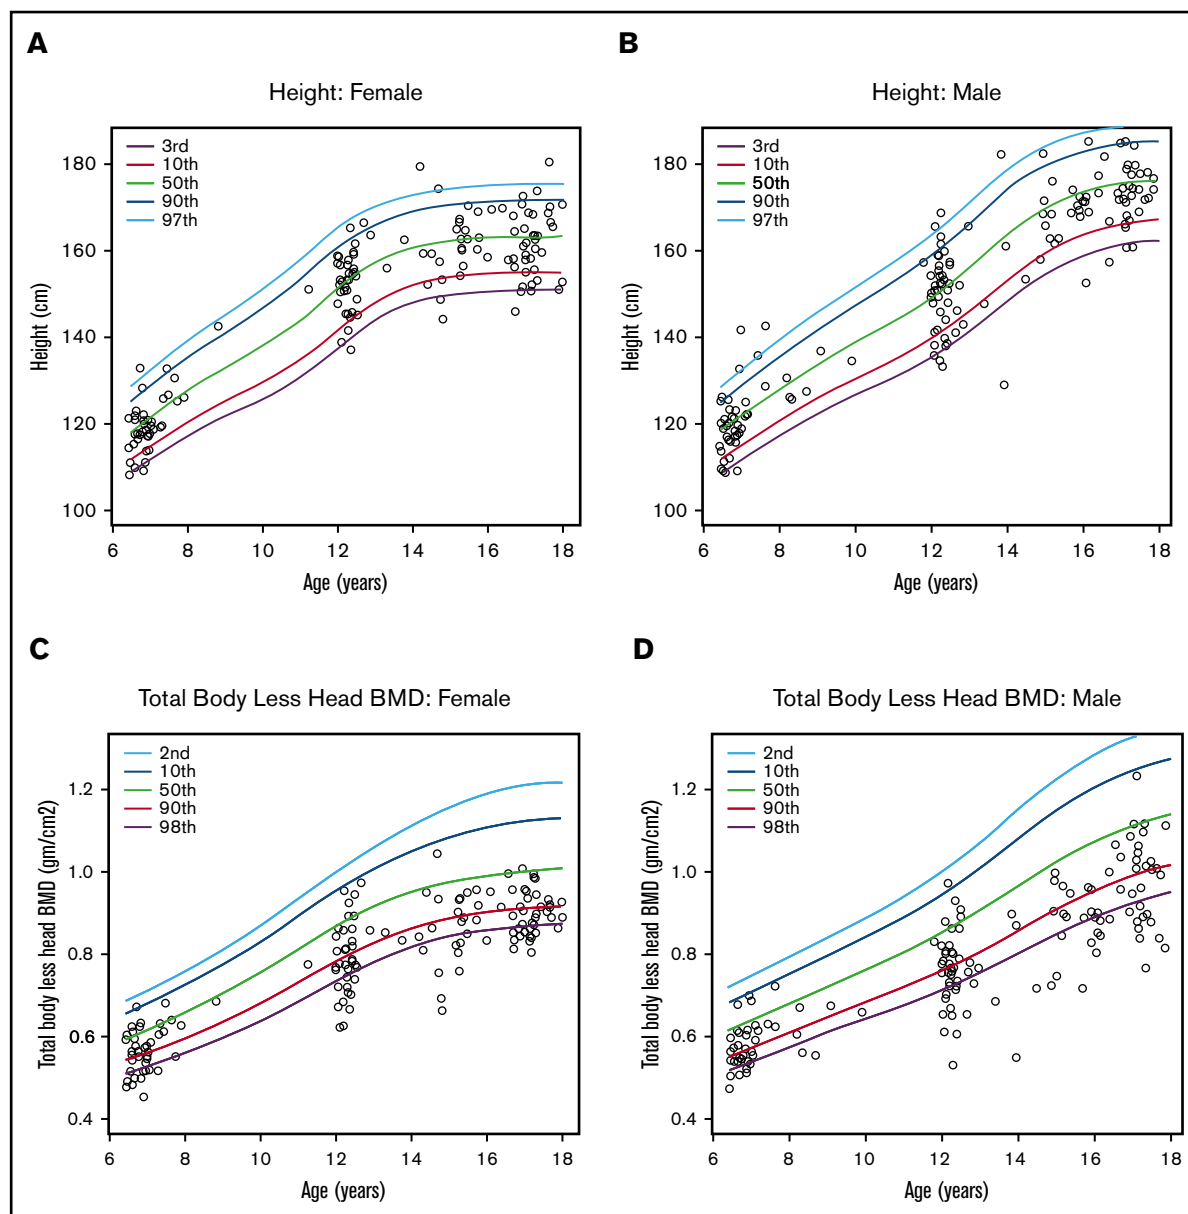 A
Height: Female
3rd
10th
50th
90th
97th
180
160
140
120
100
Height (cm)
6 8 10 12 14 16 18
Age (years)
B
Height: Male
3rd
10th
50th
90th
97th
180
160
140
120
100
Height (cm)
6 8 10 12 14 16 18
Age (years)
C
Total Body Less Head BMD: Female
2nd
10th
50th
90th
98th
1.2
1.0
0.8
0.6
0.4
Total body less head BMD (gm/cm2)
6 8 10 12 14 16 18
Age (years)
D
Total Body Less Head BMD: Male
2nd
10th
50th
90th
98th
1.2
1.0
0.8
0.6
0.4
Total body less head BMD (gm/cm2)
6 8 10 12 14 16 18
Age (years)